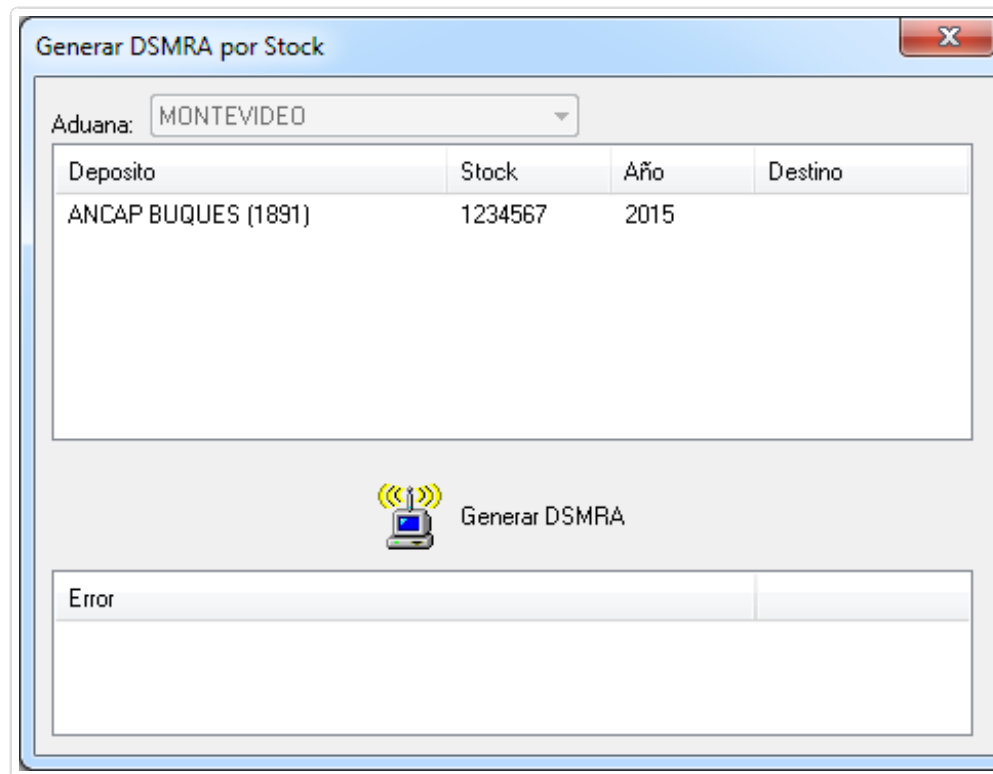 Generar DSMRA por Stock
Aduana: MONTEVIDEO
Deposito Stock Año Destino
ANCAP BUQUES (1891) 1234567 2015
Generar DSMRA
Error